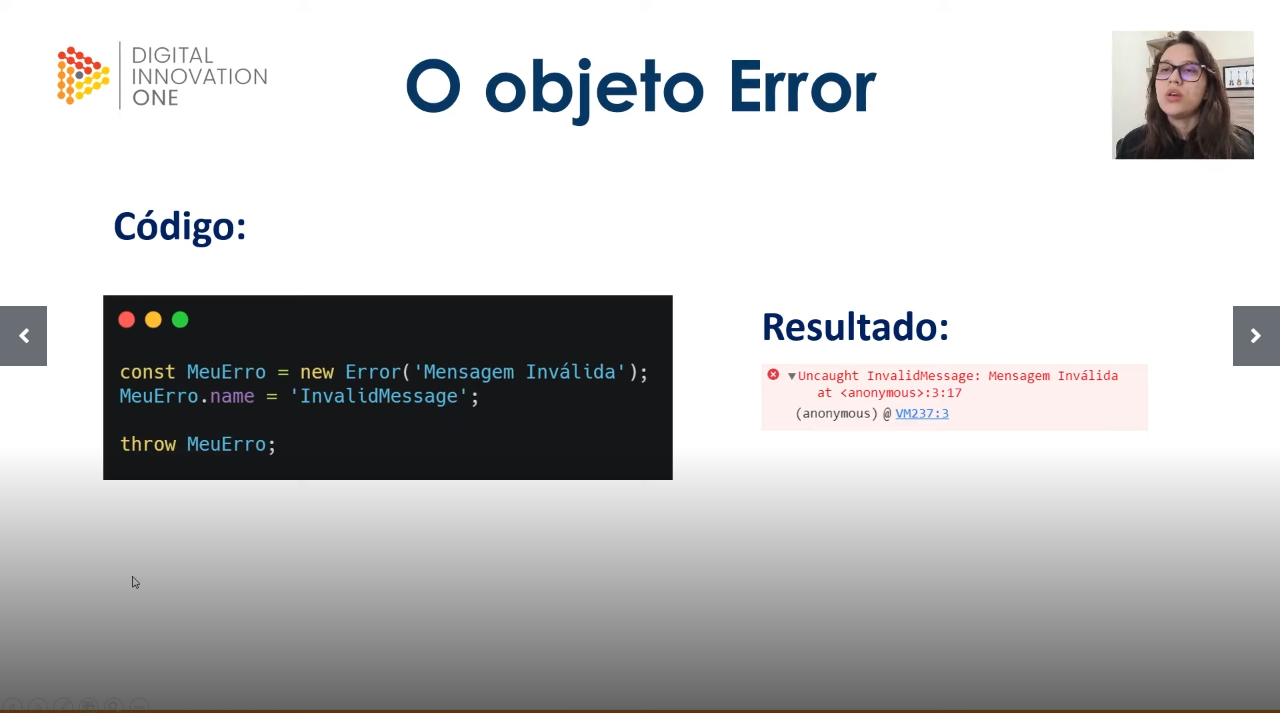 DIGITAL
INNOVATION
ONE
O objeto Error
Código:
const MeuErro = new Error('Mensagem Inválida');
MeuErro.name = 'InvalidMessage';
throw MeuErro;
Resultado:
Uncaught InvalidMessage: Mensagem Inválida
at <anonymous>:3:17
(anonymous) @ VM237:3